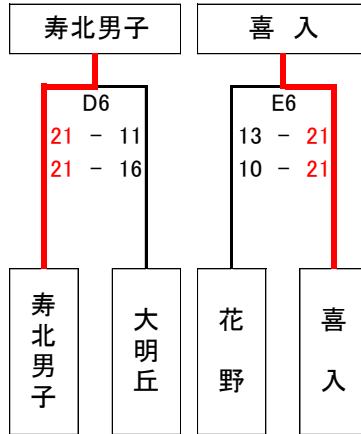 寿北男子
喜 入
D6
21 - 11
21 - 16
E6
13 - 21
10 - 21
寿北男子
大明丘
花 野
喜 入